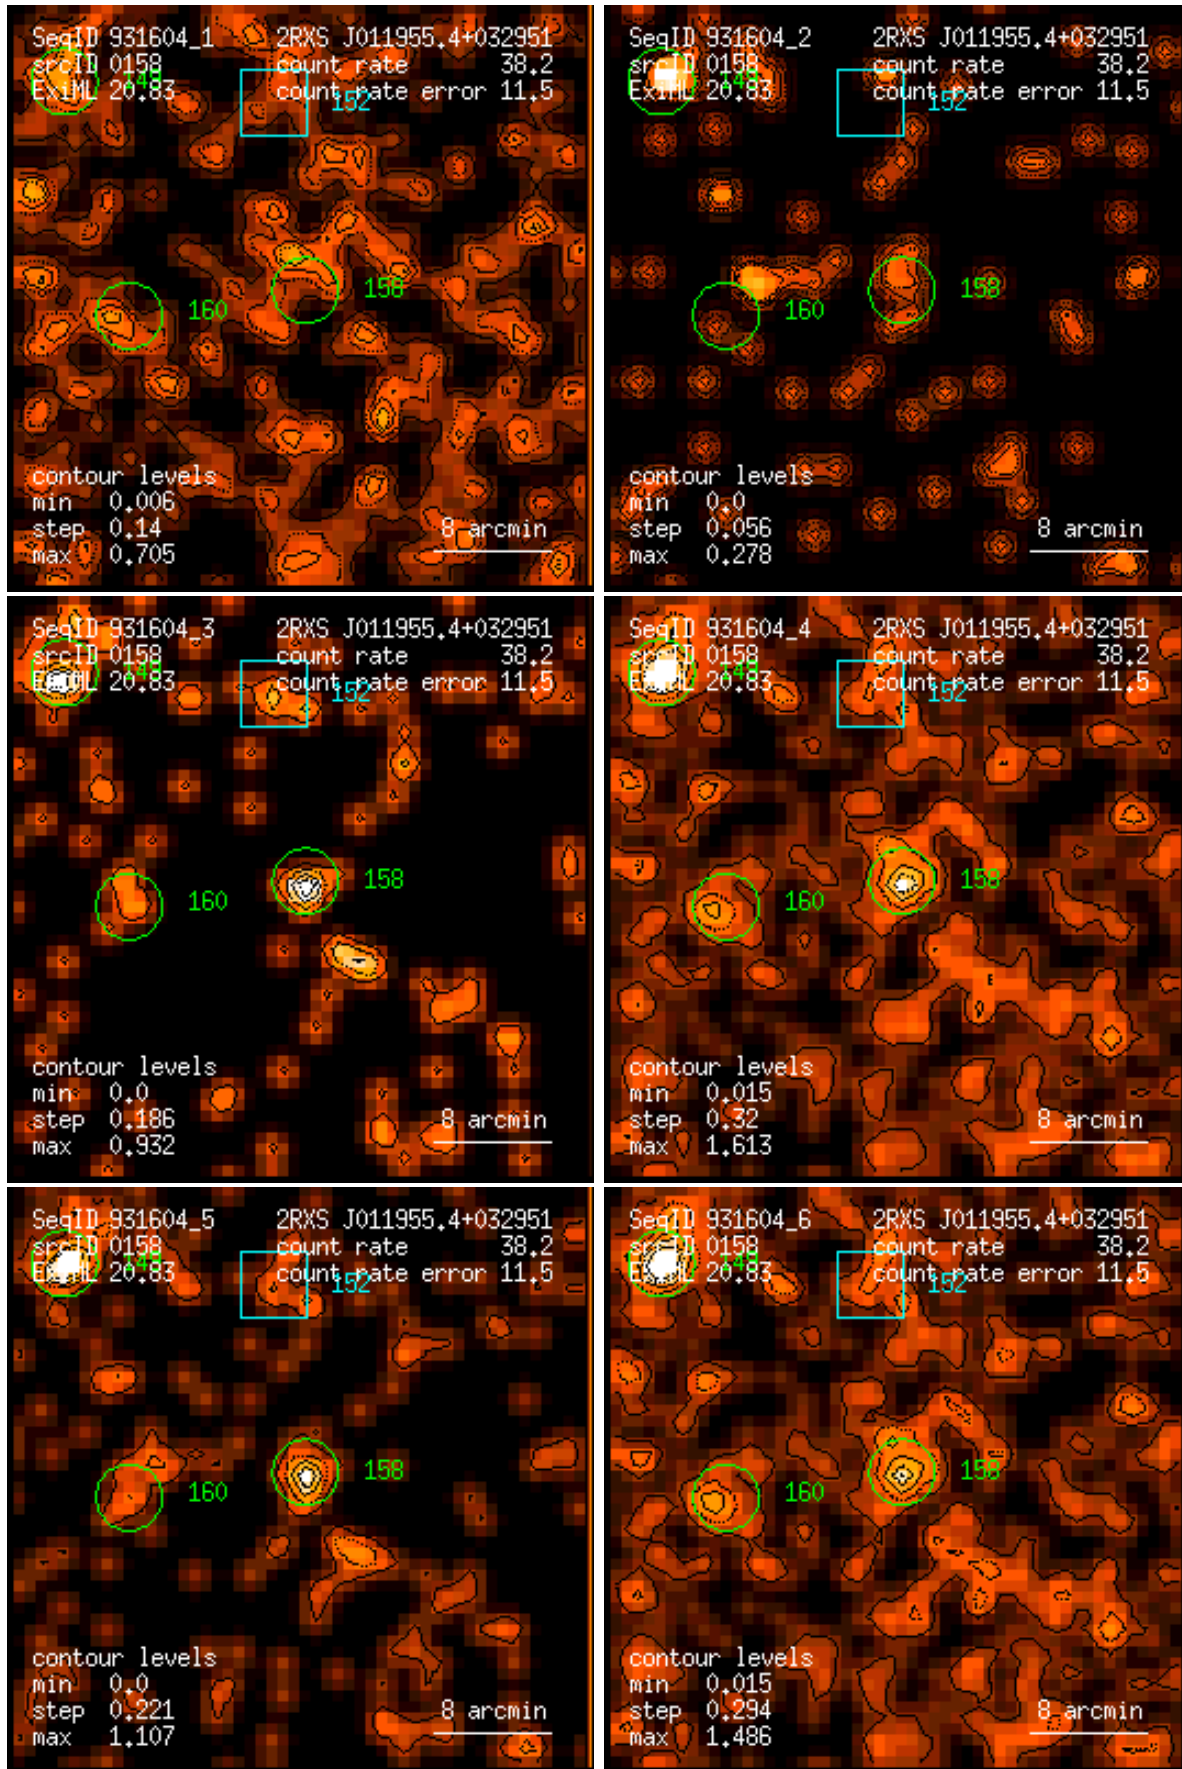 SeqID 931604_1 2RXS J011955.4+032951
srcID 0158 count rate 38.2
ExiML 20.83 count rate error 11.5
149
152
158
160
contour levels
min 0.006
step 0.14
max 0.705
8 arcmin
SeqID 931604_2 2RXS J011955.4+032951
srcID 0158 count rate 38.2
ExiML 20.83 count rate error 11.5
149
152
158
160
contour levels
min 0.0
step 0.056
max 0.278
8 arcmin
SeqID 931604_3 2RXS J011955.4+032951
srcID 0158 count rate 38.2
ExiML 20.83 count rate error 11.5
149
152
158
160
contour levels
min 0.0
step 0.186
max 0.932
8 arcmin
SeqID 931604_4 2RXS J011955.4+032951
srcID 0158 count rate 38.2
ExiML 20.83 count rate error 11.5
149
152
158
160
contour levels
min 0.015
step 0.32
max 1.613
8 arcmin
SeqID 931604_5 2RXS J011955.4+032951
srcID 0158 count rate 38.2
ExiML 20.83 count rate error 11.5
149
152
158
160
contour levels
min 0.0
step 0.221
max 1.107
8 arcmin
SeqID 931604_6 2RXS J011955.4+032951
srcID 0158 count rate 38.2
ExiML 20.83 count rate error 11.5
149
152
158
160
contour levels
min 0.015
step 0.294
max 1.486
8 arcmin